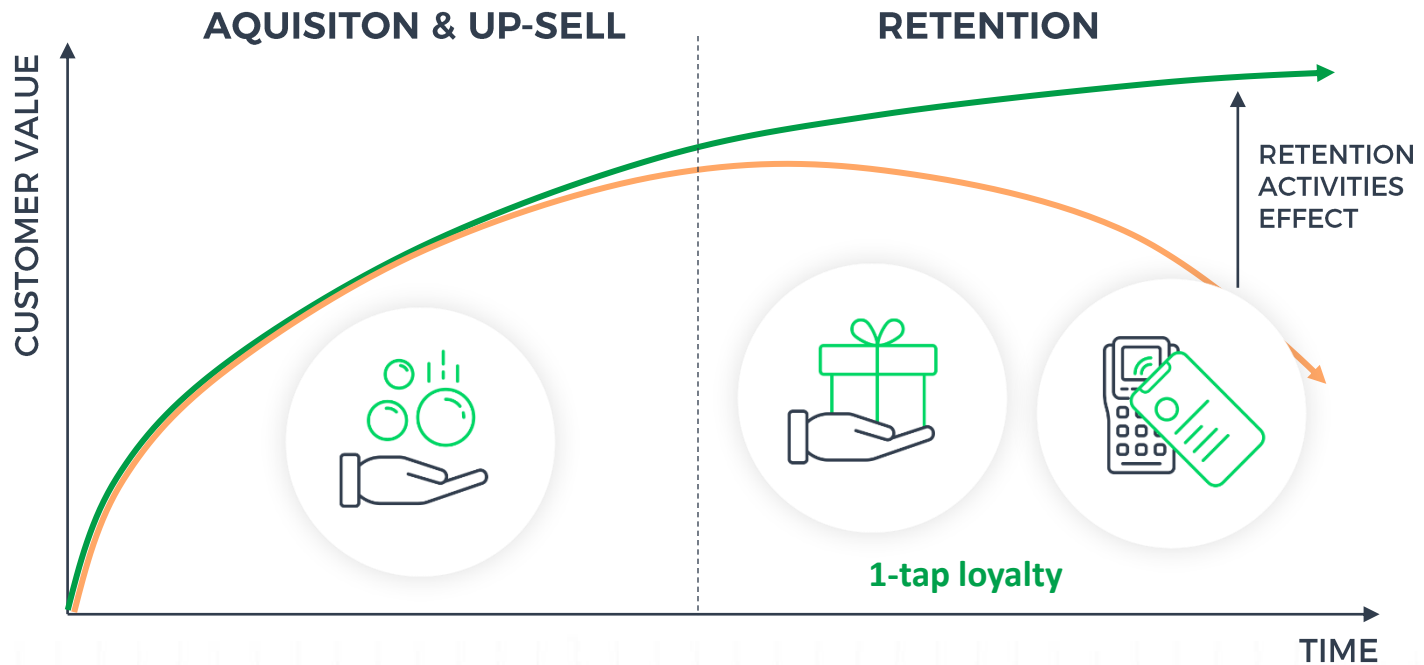 AQUISITON & UP-SELL
RETENTION
CUSTOMER VALUE
RETENTION
ACTIVITIES
EFFECT
1-tap loyalty
TIME